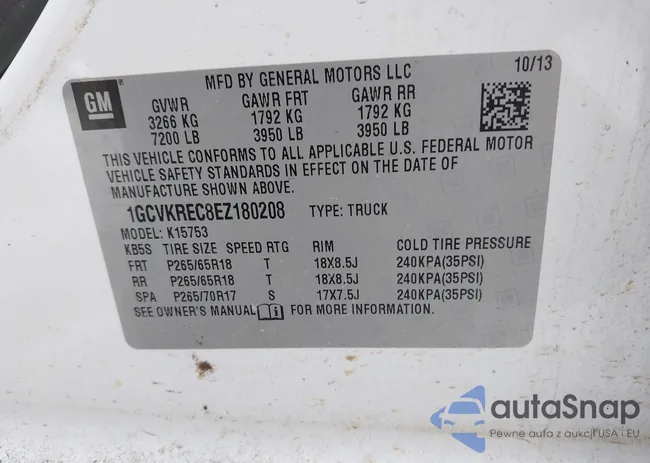 GM
MFD BY GENERAL MOTORS LLC 10/13
GVWR GAWR FRT GAWR RR
3266 KG 1792 KG 1792 KG
7200 LB 3950 LB 3950 LB
THIS VEHICLE CONFORMS TO ALL APPLICABLE U.S. FEDERAL MOTOR
VEHICLE SAFETY STANDARDS IN EFFECT ON THE DATE OF
MANUFACTURE SHOWN ABOVE.
1GCVKREC8EZ180208 TYPE: TRUCK
MODEL: K15753
KB5S TIRE SIZE SPEED RTG RIM COLD TIRE PRESSURE
FRT P265/65R18 T 18X8.5J 240KPA(35PSI)
RR P265/65R18 T 18X8.5J 240KPA(35PSI)
SPA P265/70R17 S 17X7.5J 240KPA(35PSI)
SEE OWNER'S MANUAL FOR MORE INFORMATION.
autaSnap
Pewne auta z aukcji USA i EU